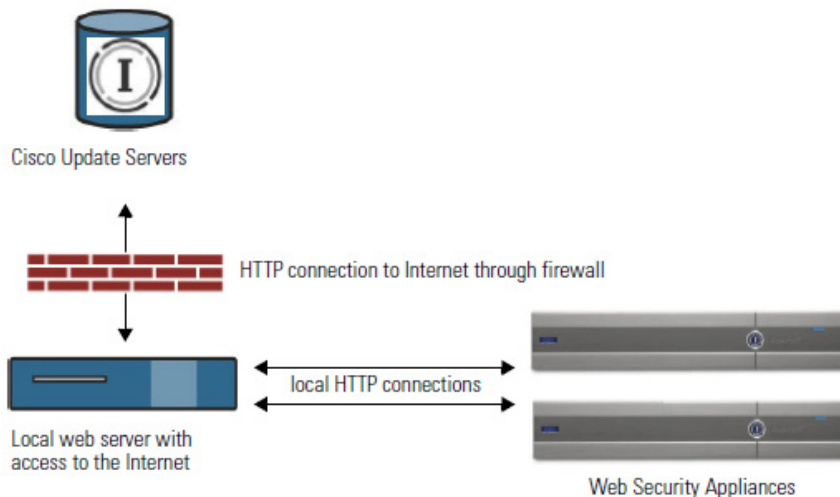 I
Cisco Update Servers
HTTP connection to Internet through firewall
local HTTP connections
Local web server with
access to the Internet
Web Security Appliances